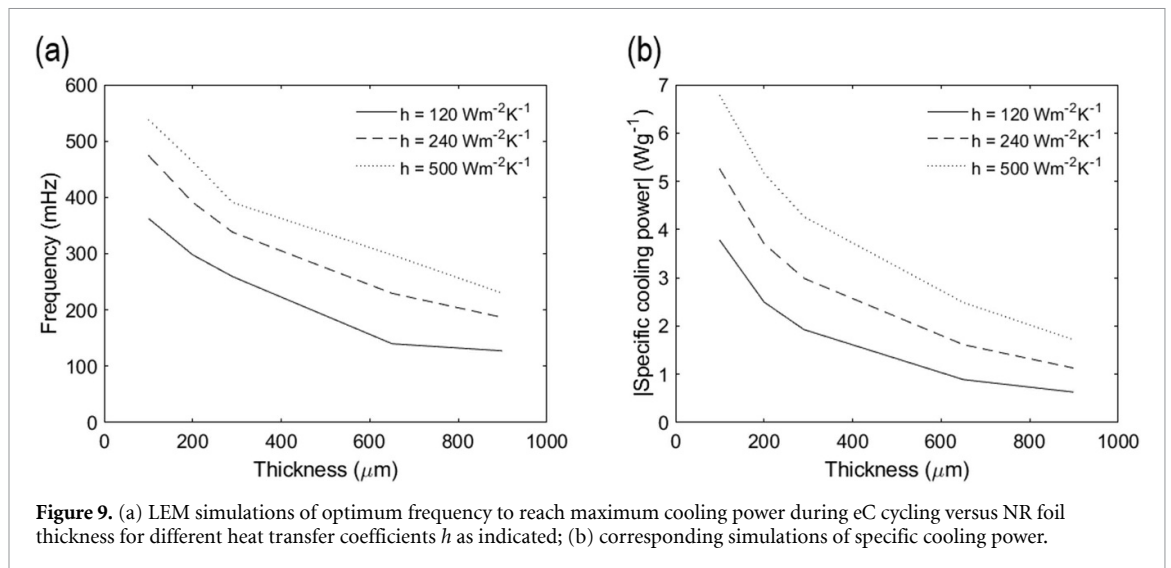 (a)
600
500
400
300
200
100
0
Frequency (mHz)
h = 120 Wm⁻²K⁻¹
h = 240 Wm⁻²K⁻¹
h = 500 Wm⁻²K⁻¹
0 200 400 600 800 1000
Thickness (μm)
(b)
7
6
5
4
3
2
1
0
|Specific cooling power| (Wg⁻¹)
h = 120 Wm⁻²K⁻¹
h = 240 Wm⁻²K⁻¹
h = 500 Wm⁻²K⁻¹
0 200 400 600 800 1000
Thickness (μm)
Figure 9. (a) LEM simulations of optimum frequency to reach maximum cooling power during eC cycling versus NR foil
thickness for different heat transfer coefficients h as indicated; (b) corresponding simulations of specific cooling power.